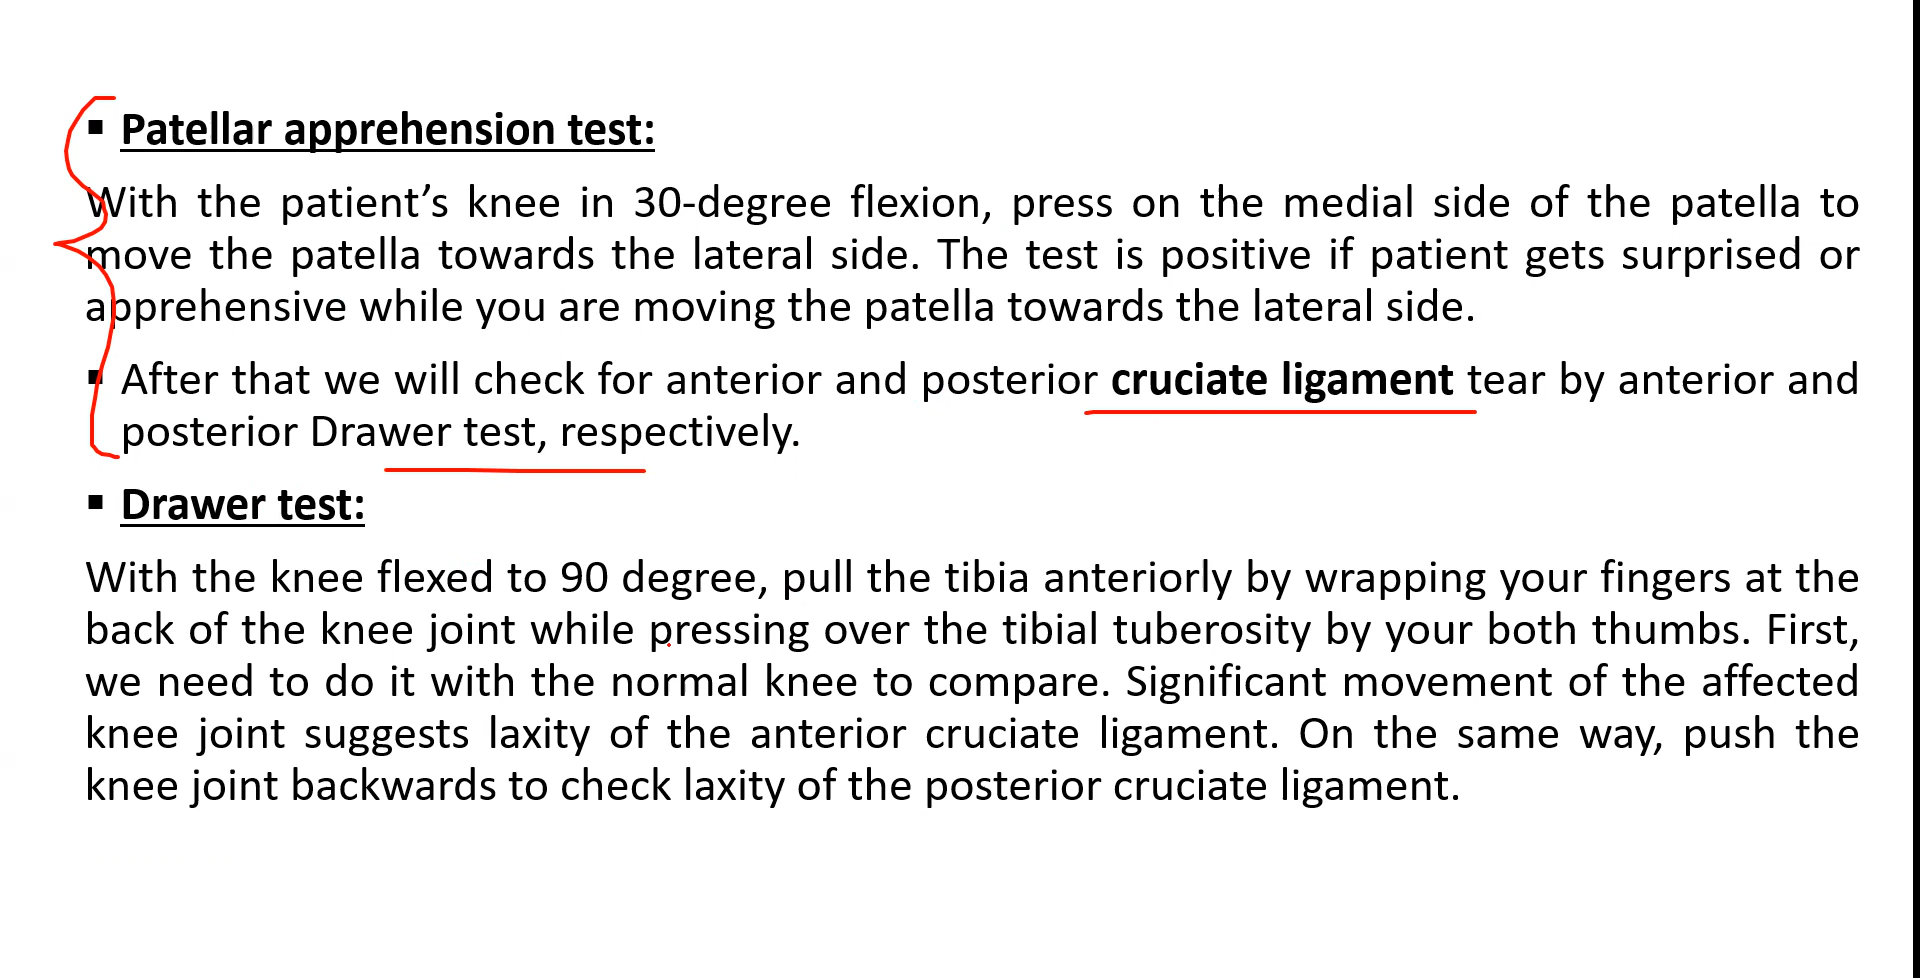 ▪ Patellar apprehension test:
With the patient’s knee in 30-degree flexion, press on the medial side of the patella to
move the patella towards the lateral side. The test is positive if patient gets surprised or
apprehensive while you are moving the patella towards the lateral side.
▪ After that we will check for anterior and posterior cruciate ligament tear by anterior and
posterior Drawer test, respectively.
▪ Drawer test:
With the knee flexed to 90 degree, pull the tibia anteriorly by wrapping your fingers at the
back of the knee joint while pressing over the tibial tuberosity by your both thumbs. First,
we need to do it with the normal knee to compare. Significant movement of the affected
knee joint suggests laxity of the anterior cruciate ligament. On the same way, push the
knee joint backwards to check laxity of the posterior cruciate ligament.